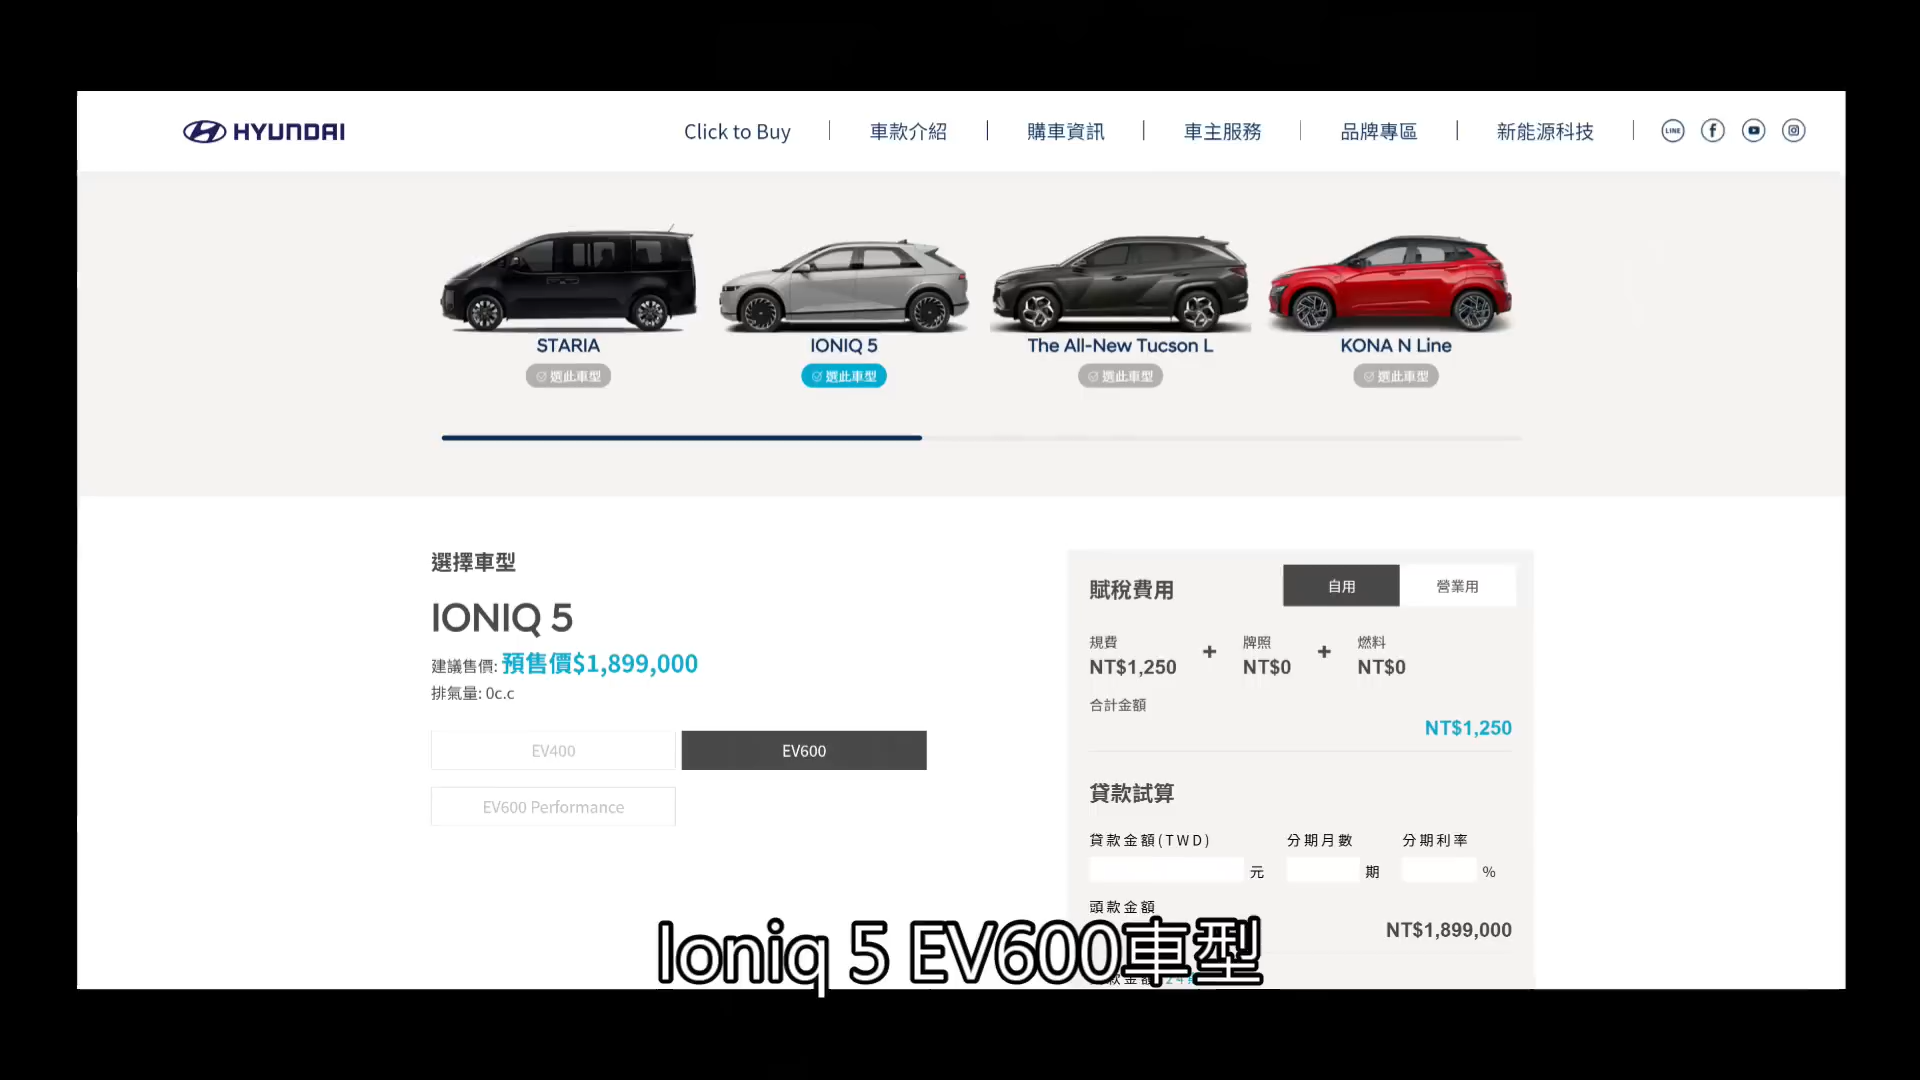 HYUNDAI
Click to Buy
車款介紹
購車資訊
車主服務
品牌專區
新能源科技
LINE
STARIA
IONIQ 5
The All-New Tucson L
KONA N Line
選此車型
選此車型
選此車型
選此車型
選擇車型
IONIQ 5
建議售價: 預售價$1,899,000
排氣量: 0c.c
EV400
EV600
EV600 Performance
賦稅費用
自用
營業用
規費
NT$1,250
+
牌照
NT$0
+
燃料
NT$0
合計金額
NT$1,250
貸款試算
貸款金額(TWD)
分期月數
分期利率
元
期
%
頭款金額
NT$1,899,000
Ioniq 5 EV600車型